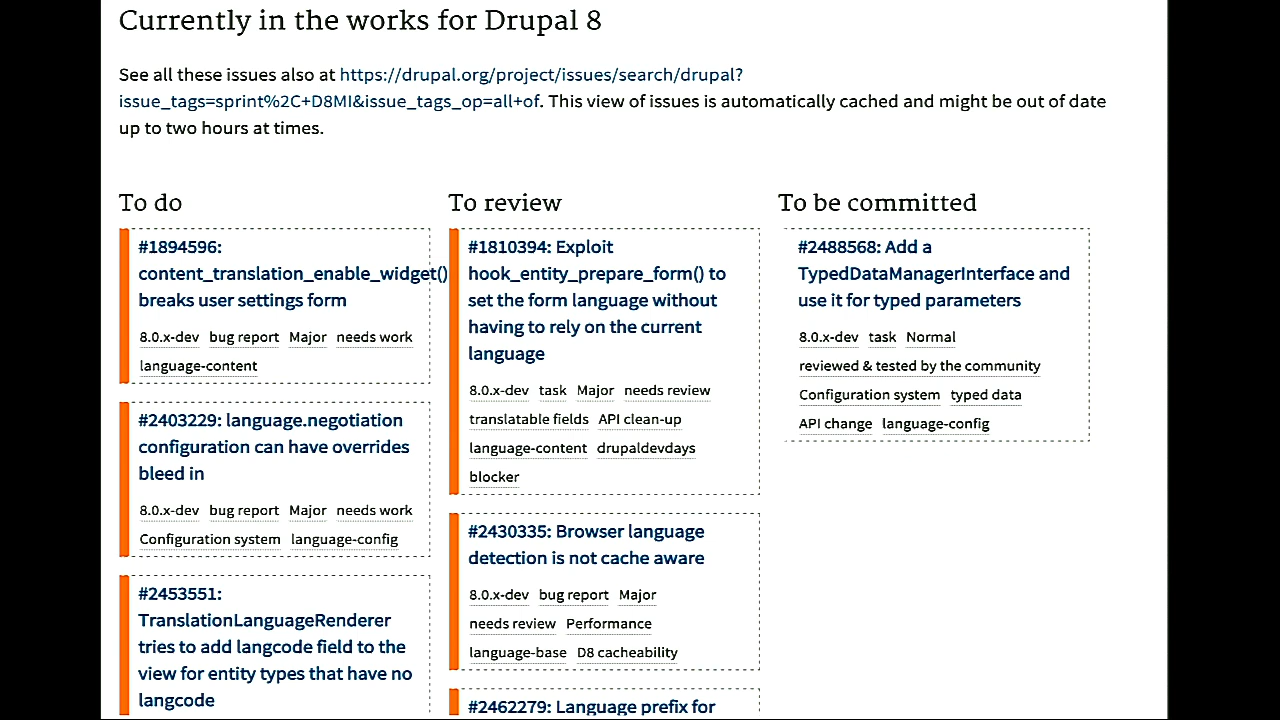 Currently in the works for Drupal 8
See all these issues also at https://drupal.org/project/issues/search/drupal?
issue_tags=sprint%2C+D8MI&issue_tags_op=all+of. This view of issues is automatically cached and might be out of date
up to two hours at times.
To do
#1894596:
content_translation_enable_widget()
breaks user settings form
8.0.x-dev bug report Major needs work
language-content
#2403229: language.negotiation
configuration can have overrides
bleed in
8.0.x-dev bug report Major needs work
Configuration system language-config
#2453551:
TranslationLanguageRenderer
tries to add langcode field to the
view for entity types that have no
langcode
To review
#1810394: Exploit
hook_entity_prepare_form() to
set the form language without
having to rely on the current
language
8.0.x-dev task Major needs review
translatable fields API clean-up
language-content drupaldevdays
blocker
#2430335: Browser language
detection is not cache aware
8.0.x-dev bug report Major
needs review Performance
language-base D8 cacheability
#2462279: Language prefix for
To be committed
#2488568: Add a
TypedDataManagerInterface and
use it for typed parameters
8.0.x-dev task Normal
reviewed & tested by the community
Configuration system typed data
API change language-config